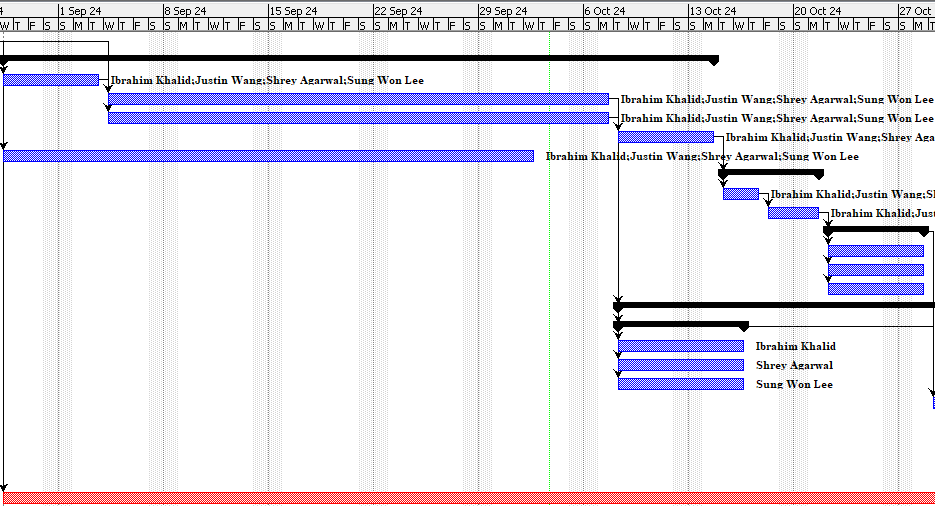 4 1 Sep 24 8 Sep 24 15 Sep 24 22 Sep 24 29 Sep 24 6 Oct 24 13 Oct 24 20 Oct 24 27 Oct
W T F S S M T W T F S S M T W T F S S M T W T F S S M T W T F S S M T W T F S S M T W T F S S M T W T F S S M T W T F S S M T
Ibrahim Khalid;Justin Wang;Shrey Agarwal;Sung Won Lee
Ibrahim Khalid;Justin Wang;Shrey Agarwal;Sung Won Lee
Ibrahim Khalid;Justin Wang;Shrey Agarwal;Sung Won Lee
Ibrahim Khalid;Justin Wang;Shrey Aga
Ibrahim Khalid;Justin Wang;Shrey Agarwal;Sung Won Lee
Ibrahim Khalid;Justin Wang;S
Ibrahim Khalid;Just
Ibrahim Khalid
Shrey Agarwal
Sung Won Lee